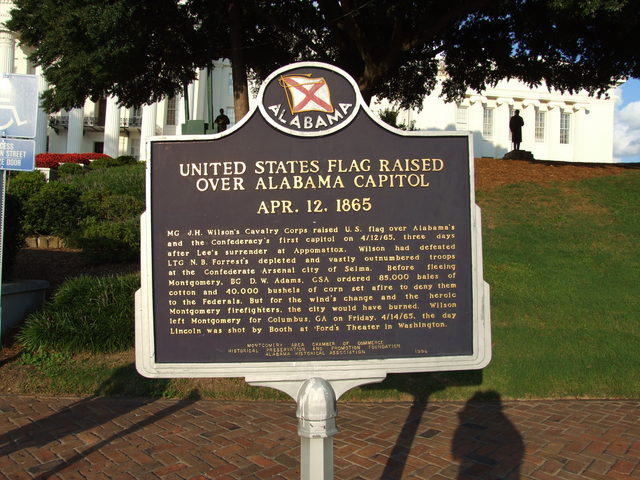 ALABAMA
UNITED STATES FLAG RAISED
OVER ALABAMA CAPITOL
APR. 12, 1865
MG J.H. Wilson's Cavalry Corps raised U.S. flag over Alabama's
and the Confederacy's first capitol on 4/12/65, three days
after Lee's surrender at Appomattox. Wilson had defeated
LTG N.B. Forrest's depleted and vastly outnumbered troops
at the Confederate Arsenal city of Selma. Before fleeing
Montgomery, BG D.W. Adams, CSA ordered 85,000 bales of
cotton and 40,000 bushels of corn set afire to deny them
to the Federals. But for the wind's change and the heroic
Montgomery firefighters, the city would have burned. Wilson
left Montgomery for Columbus, GA on Friday, 4/14/65, the day
Lincoln was shot by Booth at Ford's Theater in Washington.
MONTGOMERY AREA CHAMBER OF COMMERCE
HISTORICAL PRESERVATION AND PROMOTION FOUNDATION
ALABAMA HISTORICAL ASSOCIATION 1994
STREET
DOOR